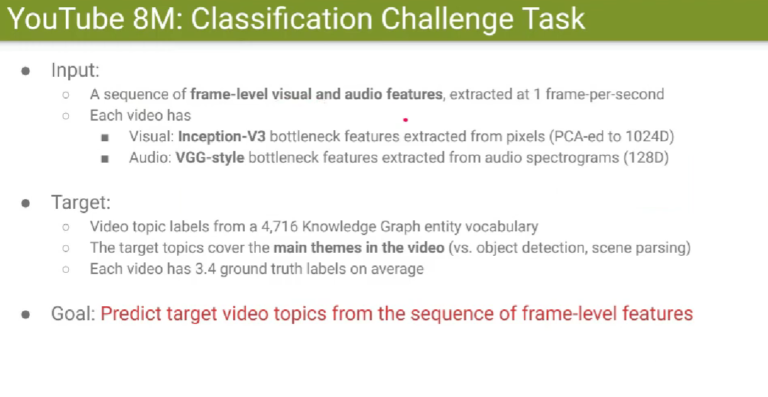 YouTube 8M: Classification Challenge Task
● Input:
○ A sequence of frame-level visual and audio features, extracted at 1 frame-per-second
○ Each video has
■ Visual: Inception-V3 bottleneck features extracted from pixels (PCA-ed to 1024D)
■ Audio: VGG-style bottleneck features extracted from audio spectrograms (128D)
● Target:
○ Video topic labels from a 4,716 Knowledge Graph entity vocabulary
○ The target topics cover the main themes in the video (vs. object detection, scene parsing)
○ Each video has 3.4 ground truth labels on average
● Goal: Predict target video topics from the sequence of frame-level features